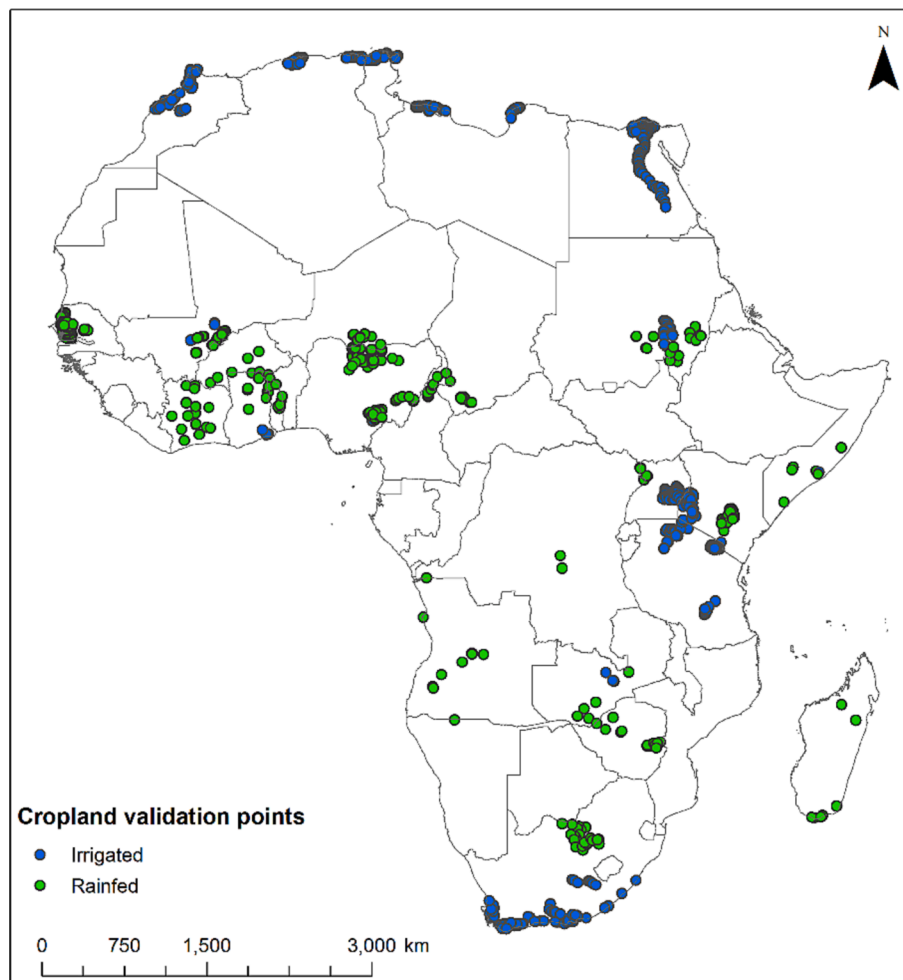 N
Cropland validation points
Irrigated
Rainfed
0 750 1,500 3,000 km